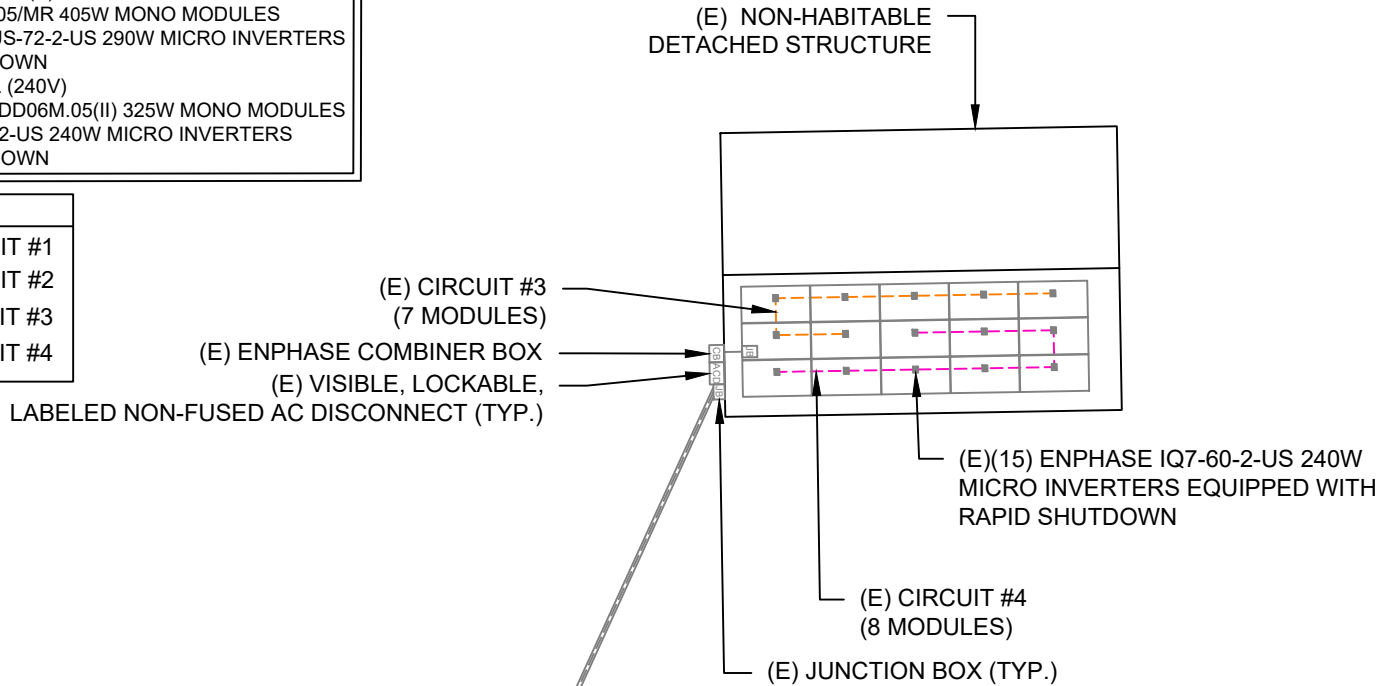 05/MR 405W MONO MODULES
US-72-2-US 290W MICRO INVERTERS
OWN
(240V)
DD06M.05(II) 325W MONO MODULES
2-US 240W MICRO INVERTERS
OWN
IT #1
IT #2
IT #3
IT #4
(E) NON-HABITABLE
DETACHED STRUCTURE
(E) CIRCUIT #3
(7 MODULES)
(E) ENPHASE COMBINER BOX
(E) VISIBLE, LOCKABLE,
LABELED NON-FUSED AC DISCONNECT (TYP.)
CB
ACD
JB
JB
(E)(15) ENPHASE IQ7-60-2-US 240W
MICRO INVERTERS EQUIPPED WITH
RAPID SHUTDOWN
(E) CIRCUIT #4
(8 MODULES)
(E) JUNCTION BOX (TYP.)